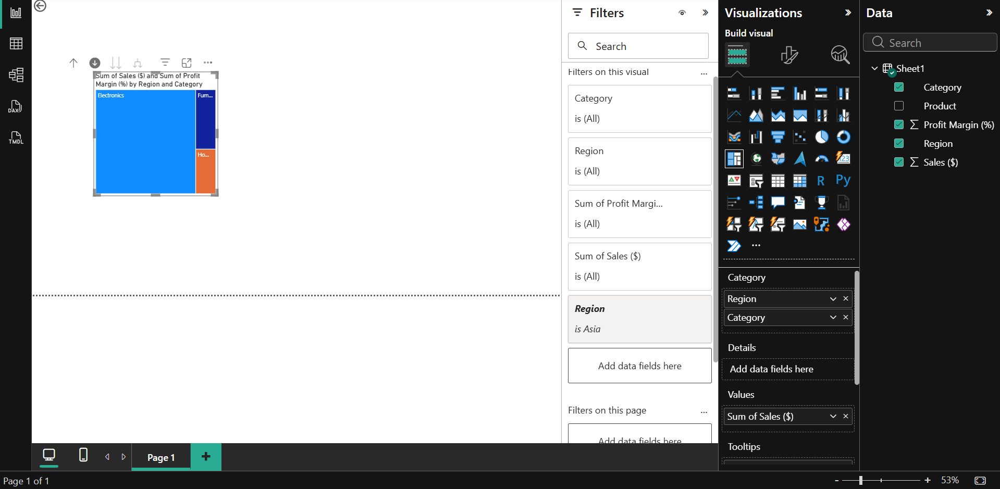 DAX
TMDL
Sum of Sales ($) and Sum of Profit
Margin (%) by Region and Category
Electronics
Furn...
Ho...
Filters
Search
Filters on this visual
...
Category
is (All)
Region
is (All)
Sum of Profit Margi...
is (All)
Sum of Sales ($)
is (All)
Region
is Asia
Add data fields here
Filters on this page
...
Add data fields here
Visualizations
Build visual
123
R
Py
Category
Region
Category
Details
Add data fields here
Values
Sum of Sales ($)
Tooltips
Data
Search
Sheet1
Category
Product
Profit Margin (%)
Region
Sales ($)
Page 1
Page 1 of 1
- + 53%